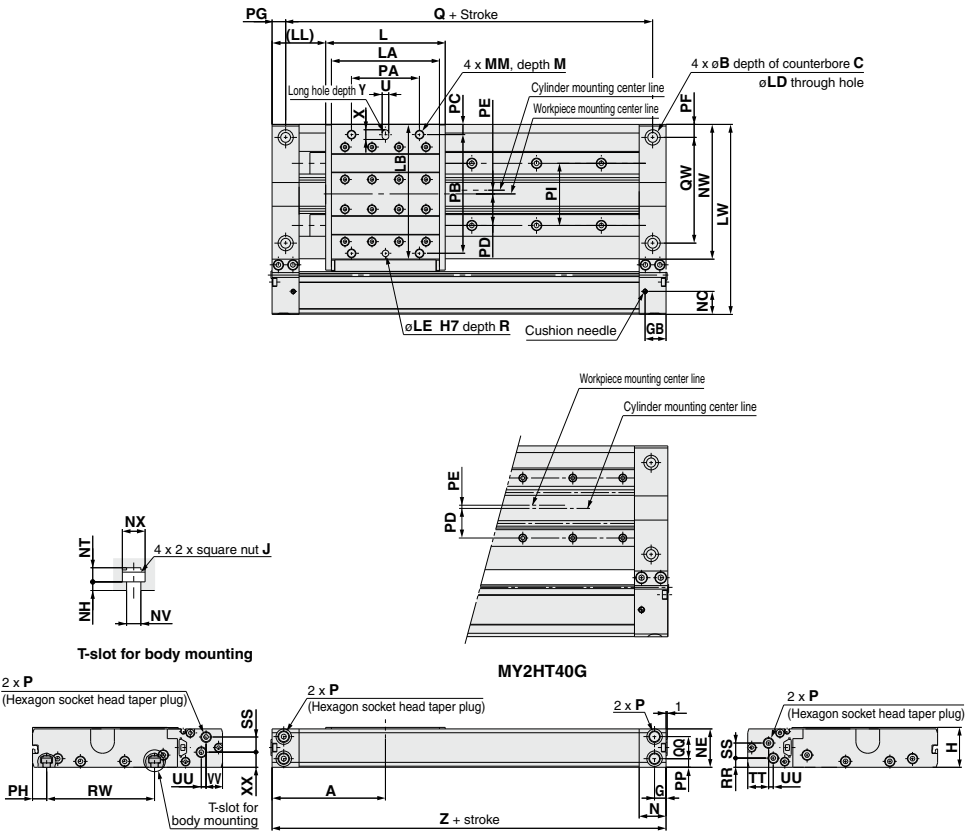 PG
Q + Stroke
(LL)
L
LA
PA
4 x MM, depth M
4 x øB depth of counterbore C
øLD through hole
Long hole depth Y
U
X
PC
PE
Cylinder mounting center line
Workpiece mounting center line
PF
LB
PB
PI
PD
QW
NW
LW
NC
GB
øLE H7 depth R
Cushion needle
Workpiece mounting center line
Cylinder mounting center line
PE
PD
MY2HT40G
NX
NT
4 x 2 x square nut J
NH
NV
T-slot for body mounting
2 x P
(Hexagon socket head taper plug)
SS
UU
VV
XX
PH
RW
T-slot for
body mounting
2 x P
(Hexagon socket head taper plug)
2 x P
1
QQ
NE
PP
G
N
A
Z + stroke
2 x P
(Hexagon socket head taper plug)
SS
RR
TT
UU
H